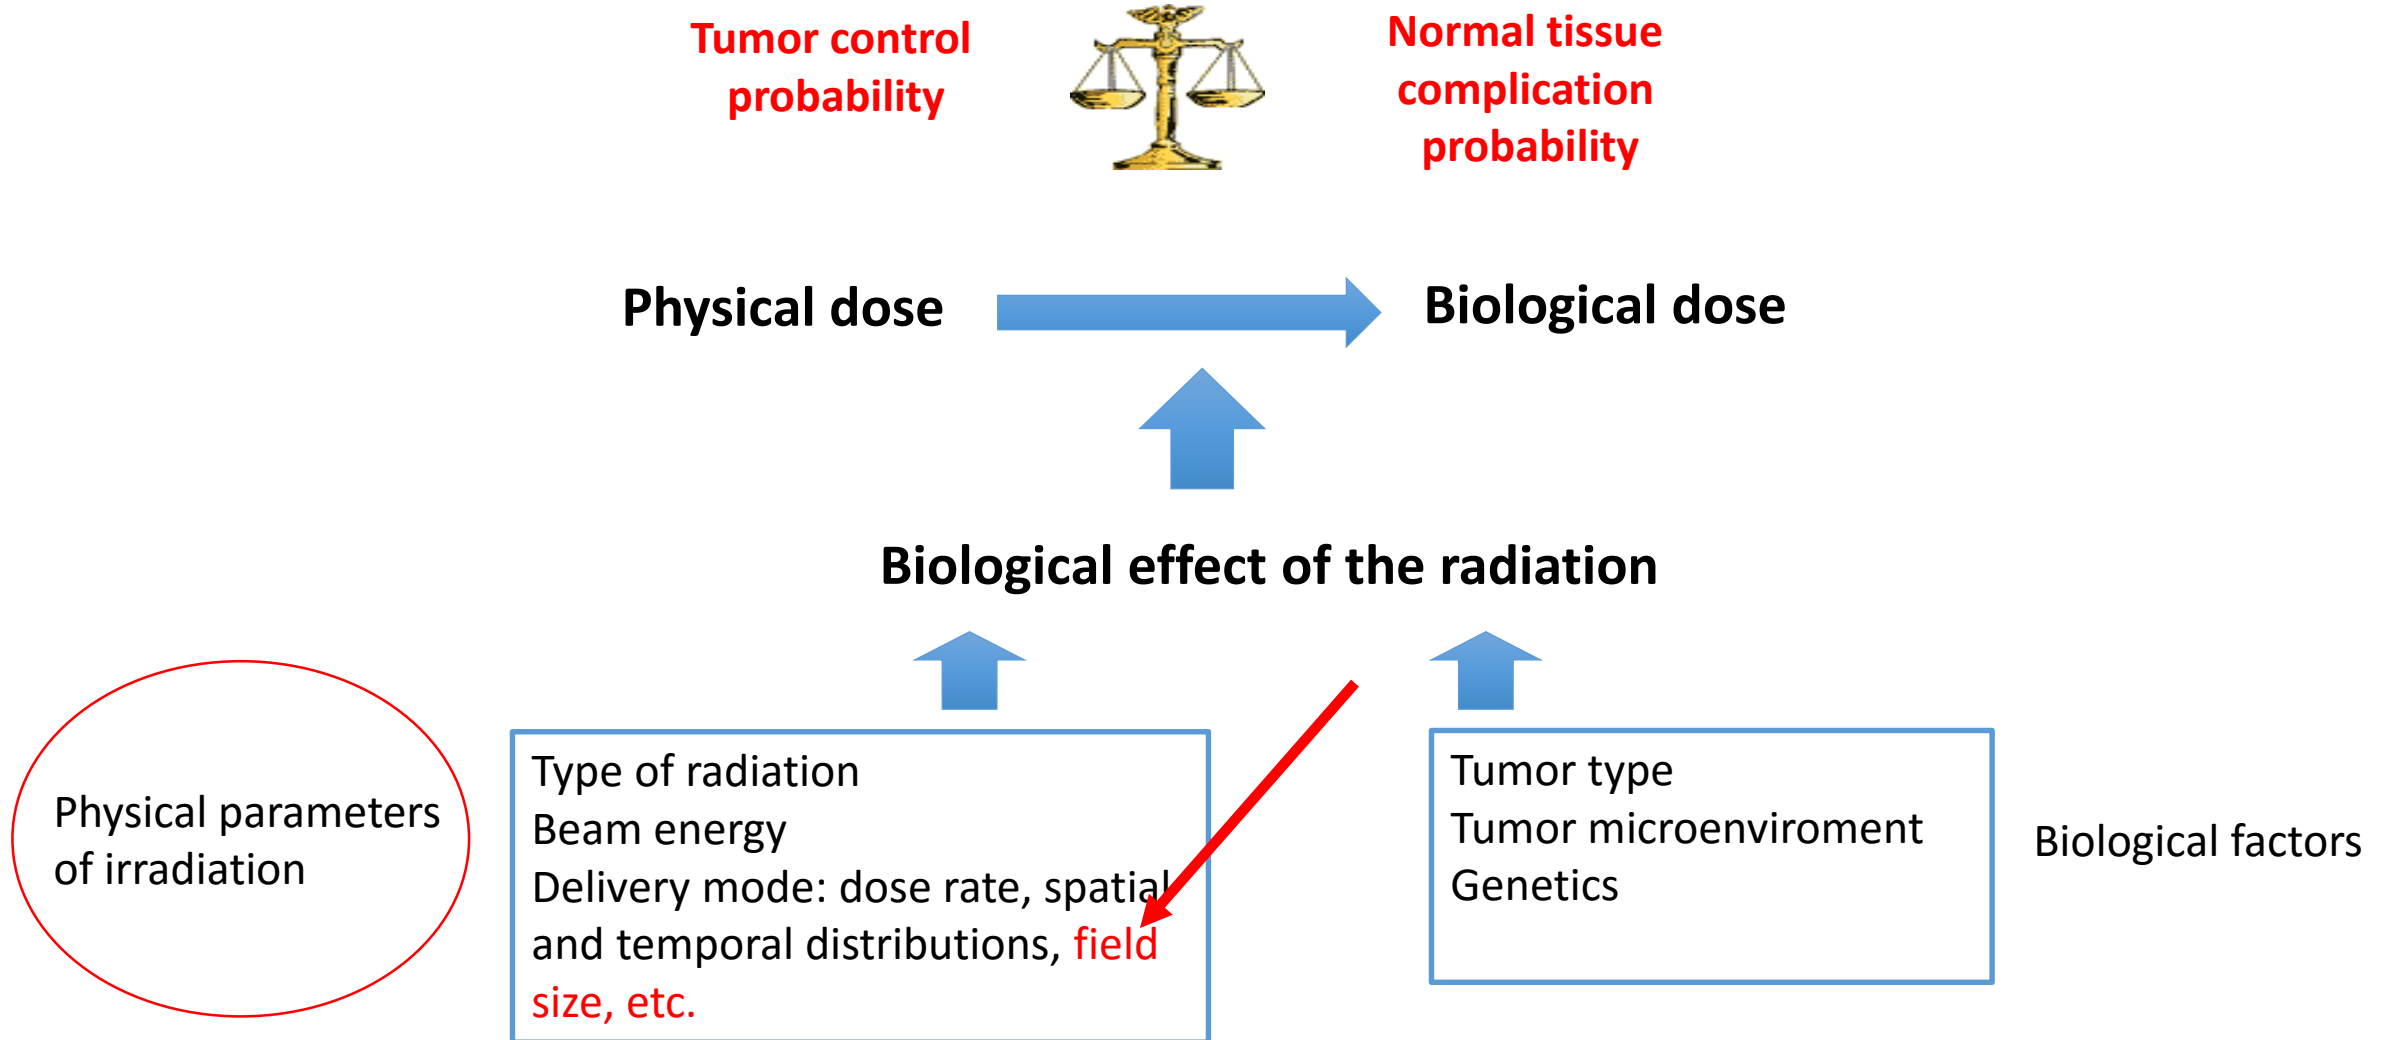 Tumor control
probability
Normal tissue
complication
probability
Physical dose
Biological dose
Biological effect of the radiation
Physical parameters
of irradiation
Type of radiation
Beam energy
Delivery mode: dose rate, spatial
and temporal distributions, field
size, etc.
Tumor type
Tumor microenviroment
Genetics
Biological factors